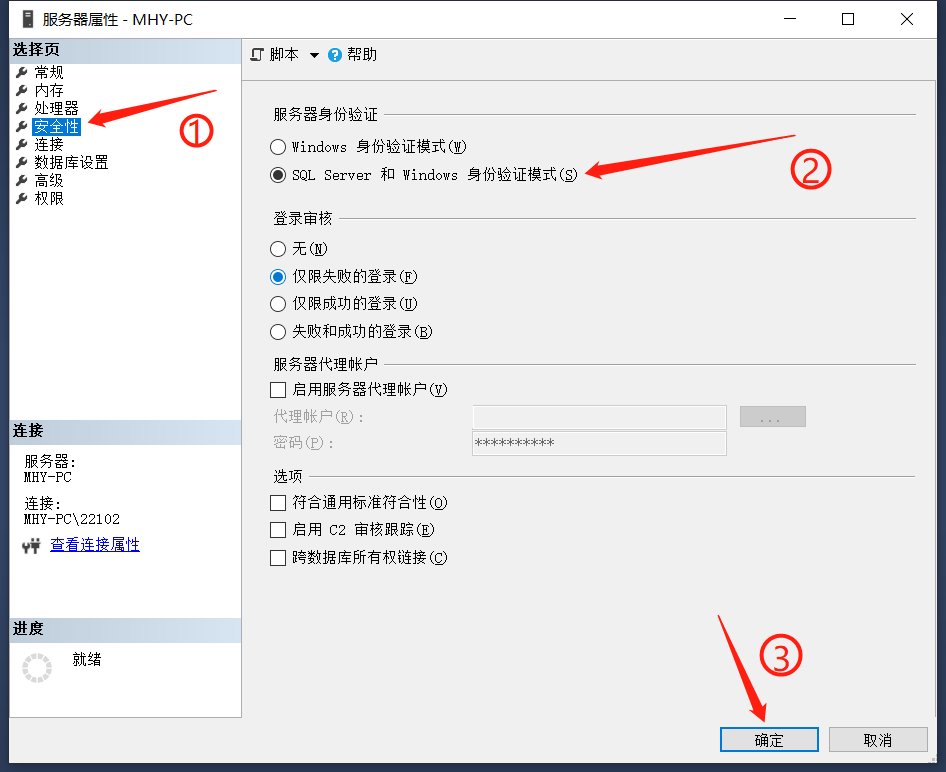 服务器属性 - MHY-PC
选择页
常规
内存
处理器
安全性
连接
数据库设置
高级
权限
①
脚本 帮助
服务器身份验证
Windows 身份验证模式(W)
SQL Server 和 Windows 身份验证模式(S)
②
登录审核
无(N)
仅限失败的登录(F)
仅限成功的登录(U)
失败和成功的登录(B)
服务器代理帐户
启用服务器代理帐户(V)
代理帐户(R):
...
密码(P):
**********
选项
符合通用标准符合性(O)
启用 C2 审核跟踪(E)
跨数据库所有权链接(C)
连接
服务器:
MHY-PC
连接:
MHY-PC\22102
查看连接属性
进度
就绪
③
确定 取消